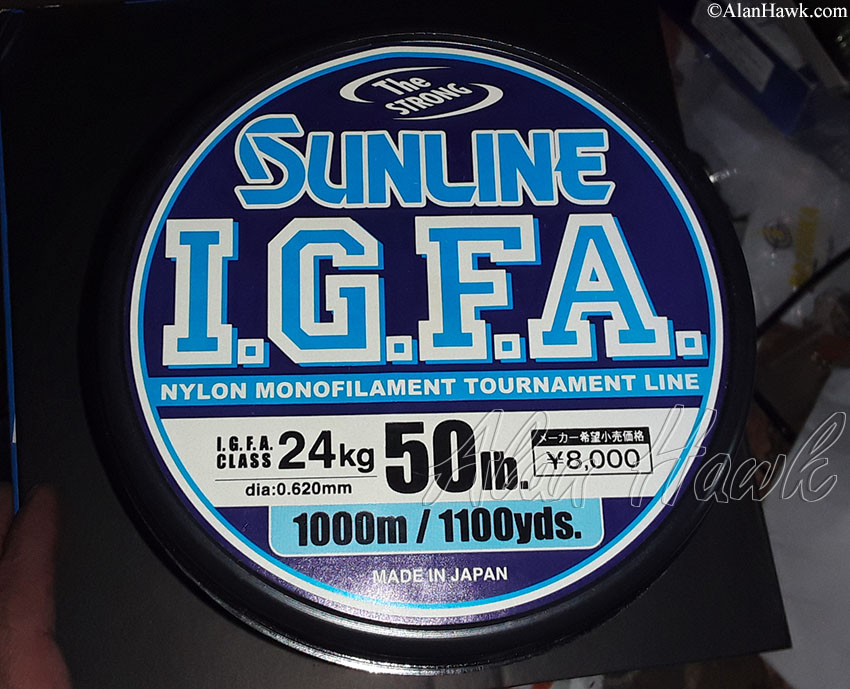 ©AlanHawk.com
The
STRONG
SUNLINE
I.G.F.A.
NYLON MONOFILAMENT TOURNAMENT LINE
I.G.F.A.
CLASS 24kg 50lb.
dia:0.620mm
メーカー希望小売価格
¥8,000
Alan Hawk
1000m / 1100yds.
MADE IN JAPAN